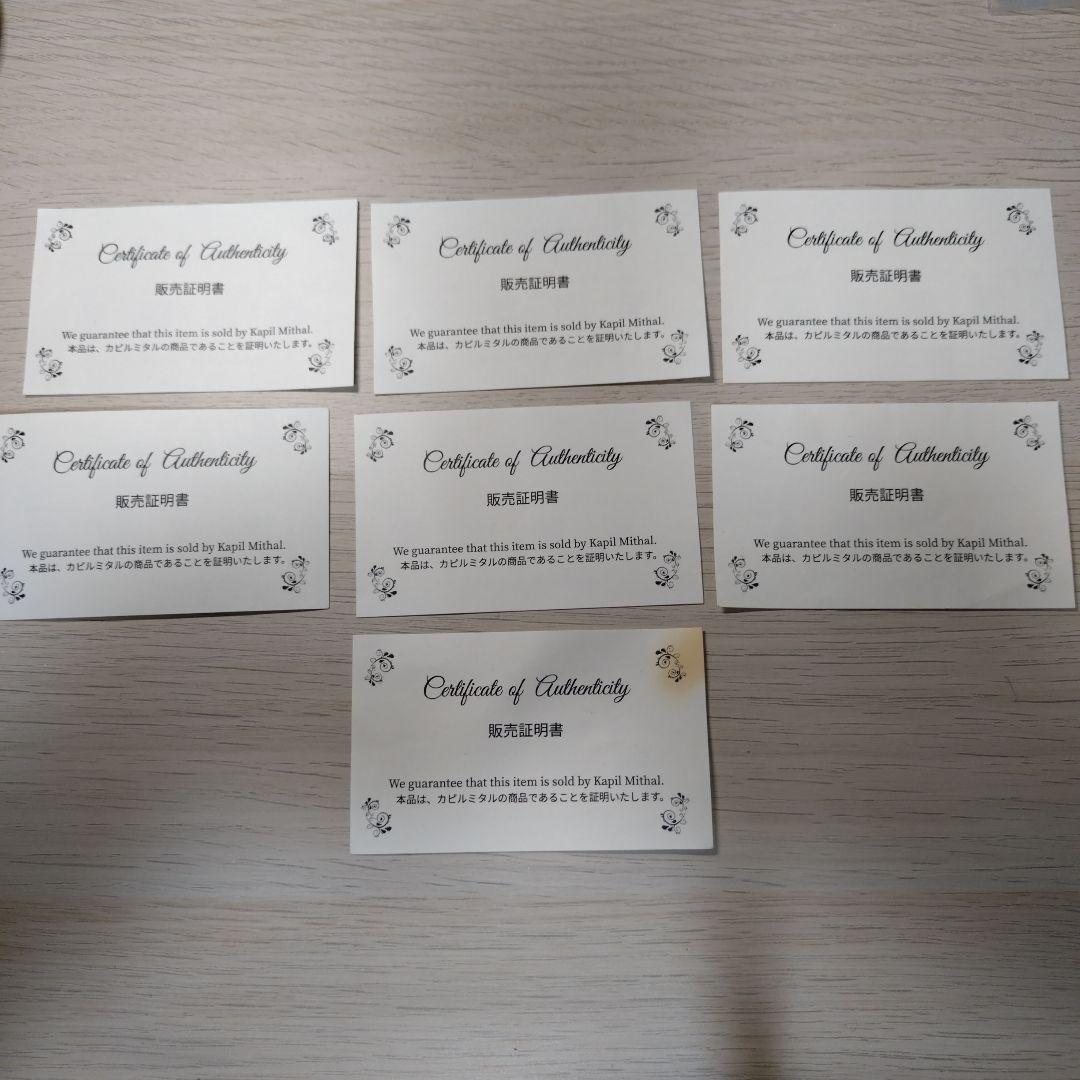 Certificate of Authenticity
販売証明書
We guarantee that this item is sold by Kapil Mithal.
本品は、カピルミタルの商品であることを証明いたします。
Certificate of Authenticity
販売証明書
We guarantee that this item is sold by Kapil Mithal.
本品は、カピルミタルの商品であることを証明いたします。
Certificate of Authenticity
販売証明書
We guarantee that this item is sold by Kapil Mithal.
本品は、カピルミタルの商品であることを証明いたします。
Certificate of Authenticity
販売証明書
We guarantee that this item is sold by Kapil Mithal.
本品は、カピルミタルの商品であることを証明いたします。
Certificate of Authenticity
販売証明書
We guarantee that this item is sold by Kapil Mithal.
本品は、カピルミタルの商品であることを証明いたします。
Certificate of Authenticity
販売証明書
We guarantee that this item is sold by Kapil Mithal.
本品は、カピルミタルの商品であることを証明いたします。
Certificate of Authenticity
販売証明書
We guarantee that this item is sold by Kapil Mithal.
本品は、カピルミタルの商品であることを証明いたします。